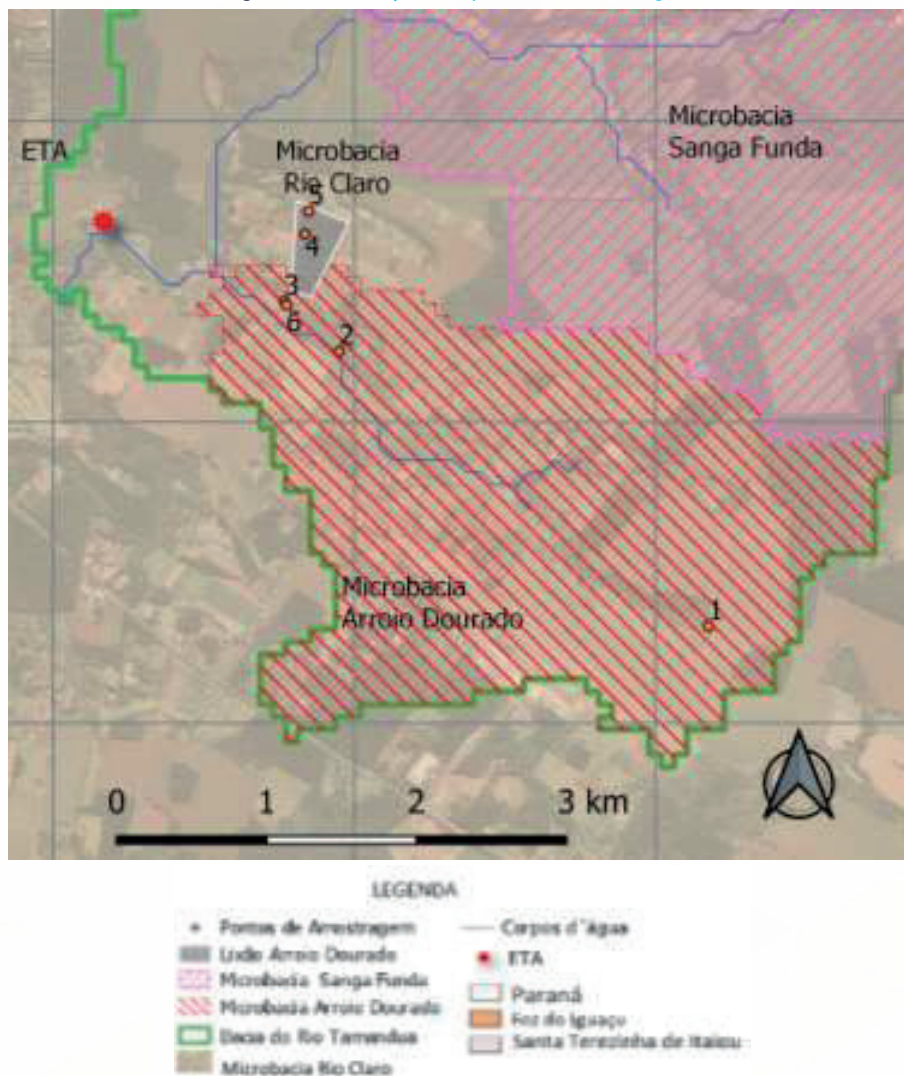 ETA
Microbacia
Rio Claro
Microbacia
Sanga Funda
5
4
3
6
2
Microbacia
Arroio Dourado
1
0 1 2 3 km
LEGENDA
Pontos de Amostragem
Lixão Arroio Dourado
Microbacia Sanga Funda
Microbacia Arroio Dourado
Bacia do Rio Tamandua
Microbacia Rio Claro
Corpos d´água
ETA
Paraná
Foz do Iguaçu
Santa Terezinha de Itaipu